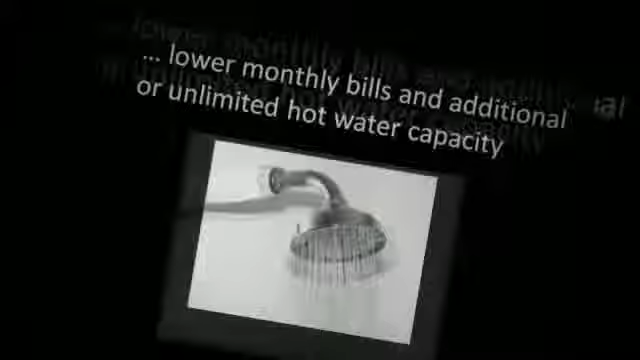 ... lower monthly bills and additional
or unlimited hot water capacity